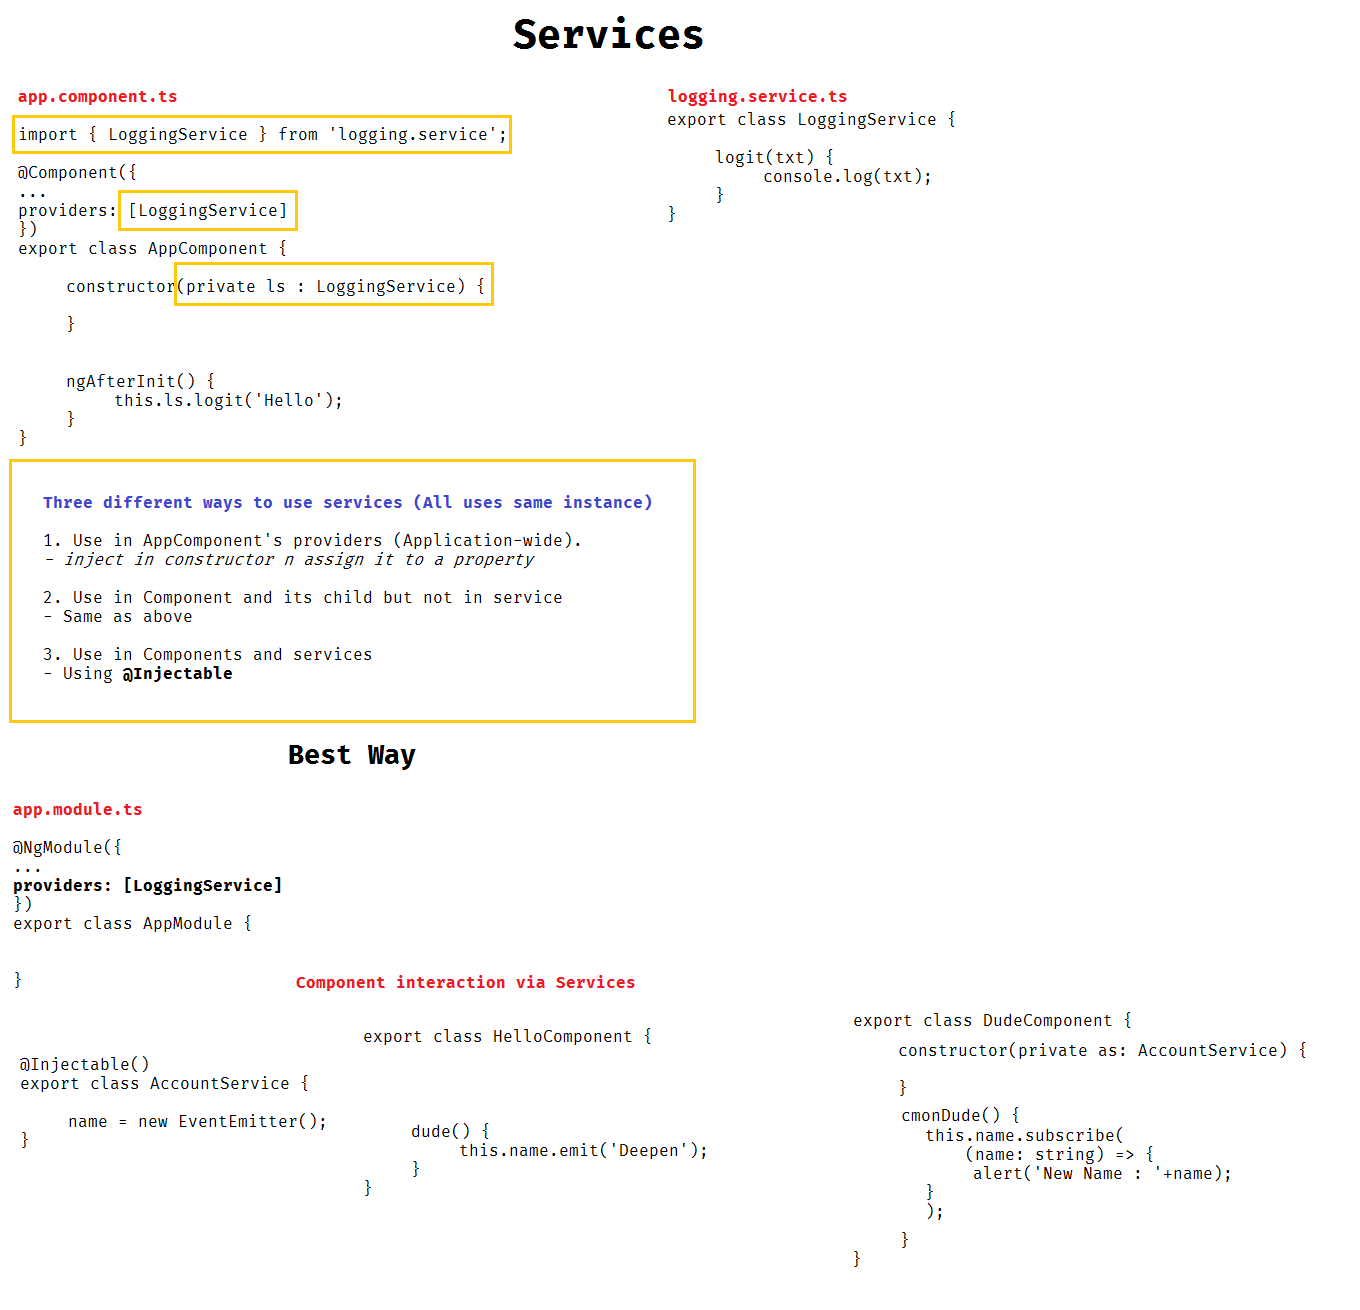 Services
app.component.ts
import { LoggingService } from 'logging.service';
@Component({
...
providers: [LoggingService]
})
export class AppComponent {
constructor(private ls : LoggingService) {
}
ngAfterInit() {
this.ls.logit('Hello');
}
}
logging.service.ts
export class LoggingService {
logit(txt) {
console.log(txt);
}
}
Three different ways to use services (All uses same instance)
1. Use in AppComponent's providers (Application-wide).
- inject in constructor n assign it to a property
2. Use in Component and its child but not in service
- Same as above
3. Use in Components and services
- Using @Injectable
Best Way
app.module.ts
@NgModule({
...
providers: [LoggingService]
})
export class AppModule {
}
Component interaction via Services
@Injectable()
export class AccountService {
name = new EventEmitter();
}
export class HelloComponent {
dude() {
this.name.emit('Deepen');
}
}
export class DudeComponent {
constructor(private as: AccountService) {
}
cmonDude() {
this.name.subscribe(
(name: string) => {
alert('New Name : '+name);
}
);
}
}